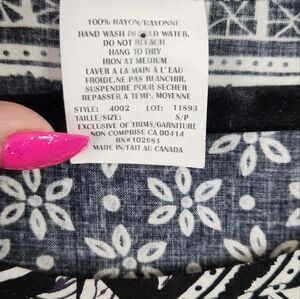 100% RAYON/RAYONNE
HAND WASH IN COLD WATER,
DO NOT BLEACH
HANG TO DRY
IRON AT MEDIUM
LAVER A LA MAIN A L'EAU
FROIDE, NE PAS BLANCHIR,
SUSPENDRE POUR SECHER
REPASSER A TEMP. MOYENNE
STYLE: 4002 LOT: 11893
TAILLE/SIZE: S/P
EXCLUSIVE OF TRIMS/GARNITURE
NON COMPRISE CA 00414
RN#102981
MADE IN/FAIT AU CANADA